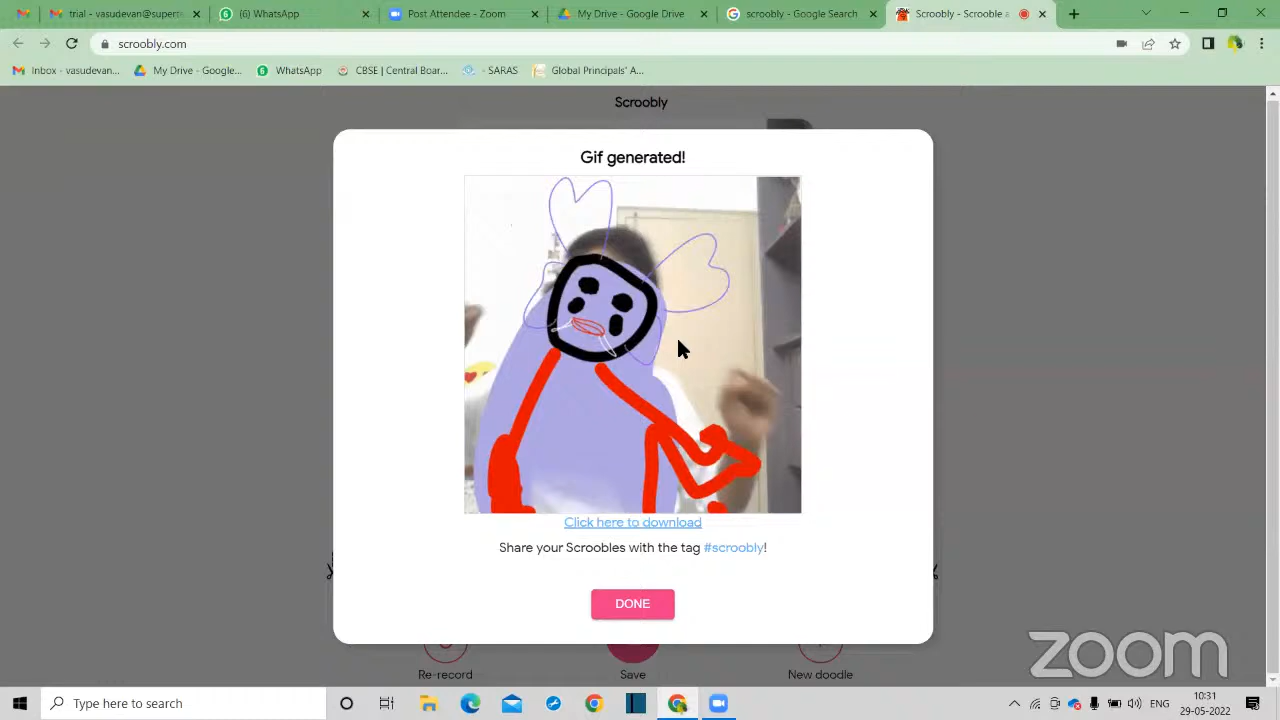 trial - vasudevan@supert
(6) WhatsApp
Post Attendee - Zoom
My Drive - Google Drive
scroobly - Google Search
Scroobly - Scrooble a
scroobly.com
Inbox - vasudevan...
My Drive - Google...
WhatsApp
CBSE | Central Boar...
- SARAS
Global Principals' A...
Scroobly
Gif generated!
Click here to download
Share your Scroobles with the tag #scroobly!
DONE
Re-record
Save
New doodle
zoom
Type here to search
ENG
10:31
29-05-2022